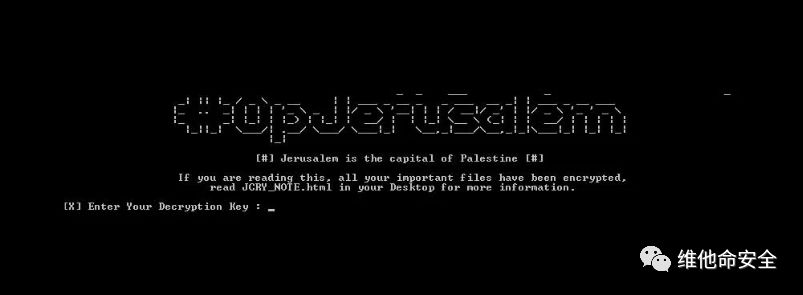 #OpJerusalem
[#] Jerusalem is the capital of Palestine [#]
If you are reading this, all your important files have been encrypted,
read JCRY_NOTE.html in your Desktop for more information.
[X] Enter Your Decryption Key : _
维他命安全